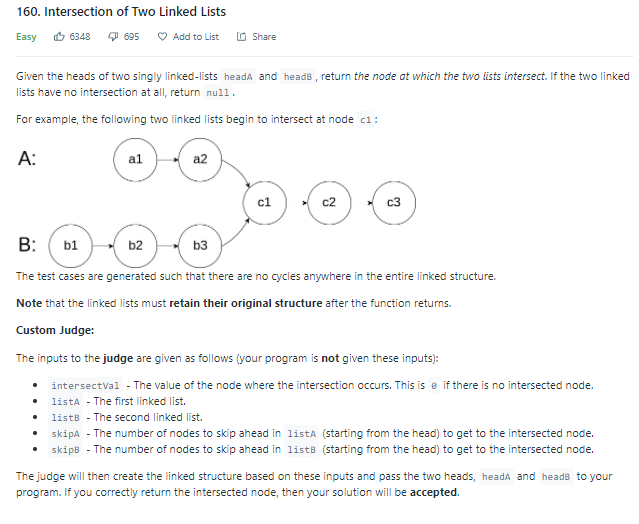 160. Intersection of Two Linked Lists
Easy 6348 695 Add to List Share
Given the heads of two singly linked-lists headA and headB , return the node at which the two lists intersect. If the two linked
lists have no intersection at all, return null .
For example, the following two linked lists begin to intersect at node c1 :
A: a1 a2
c1 c2 c3
B: b1 b2 b3
The test cases are generated such that there are no cycles anywhere in the entire linked structure.
Note that the linked lists must retain their original structure after the function returns.
Custom Judge:
The inputs to the judge are given as follows (your program is not given these inputs):
• intersectVal - The value of the node where the intersection occurs. This is 0 if there is no intersected node.
• listA - The first linked list.
• listB - The second linked list.
• skipA - The number of nodes to skip ahead in listA (starting from the head) to get to the intersected node.
• skipB - The number of nodes to skip ahead in listB (starting from the head) to get to the intersected node.
The judge will then create the linked structure based on these inputs and pass the two heads, headA and headB to your
program. If you correctly return the intersected node, then your solution will be accepted.